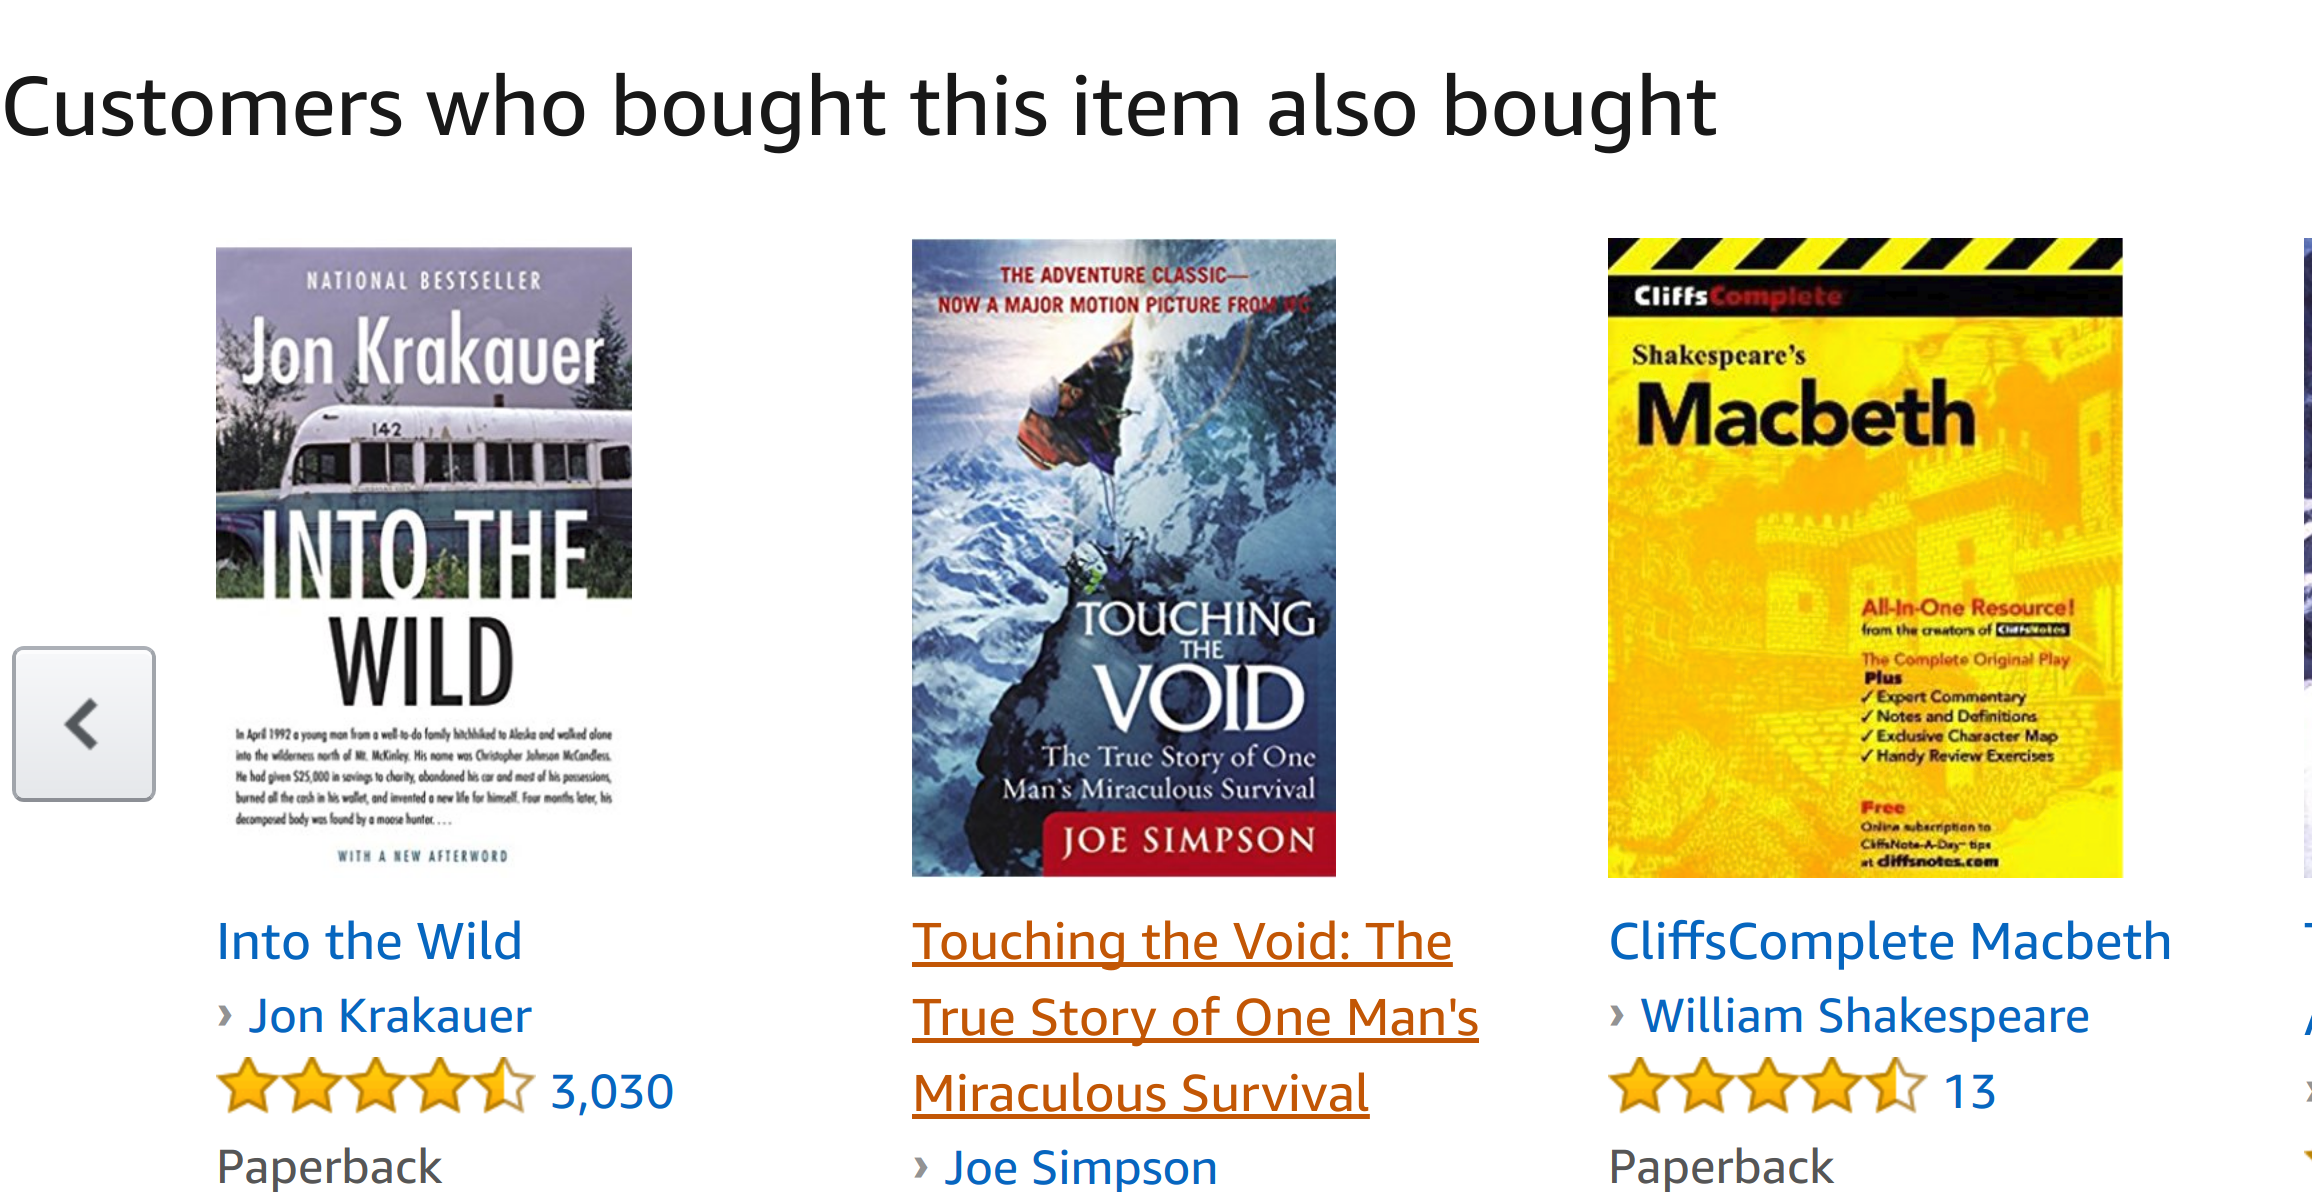 Customers who bought this item also bought
NATIONAL BESTSELLER
Jon Krakauer
142
INTO THE
WILD
In April 1992 a young man from a well-to-do family hitchhiked to Alaska and walked alone
into the wilderness north of Mt. McKinley. His name was Christopher Johnson McCandless.
He had given $25,000 in savings to charity, abandoned his car and most of his possessions,
burned all the cash in his wallet, and invented a new life for himself. Four months later, his
decomposed body was found by a moose hunter. . . .
WITH A NEW AFTERWORD
Into the Wild
› Jon Krakauer
3,030
Paperback
THE ADVENTURE CLASSIC—
NOW A MAJOR MOTION PICTURE FROM
TOUCHING
THE
VOID
The True Story of One
Man's Miraculous Survival
JOE SIMPSON
Touching the Void: The
True Story of One Man's
Miraculous Survival
› Joe Simpson
CliffsComplete
Shakespeare's
Macbeth
All-In-One Resource!
from the creators of CliffsNotes
The Complete Original Play
Plus
✓ Expert Commentary
✓ Notes and Definitions
✓ Exclusive Character Map
✓ Handy Review Exercises
Free
Online subscription to
CliffsNote-A-Day™ tips
at cliffsnotes.com
CliffsComplete Macbeth
› William Shakespeare
13
Paperback